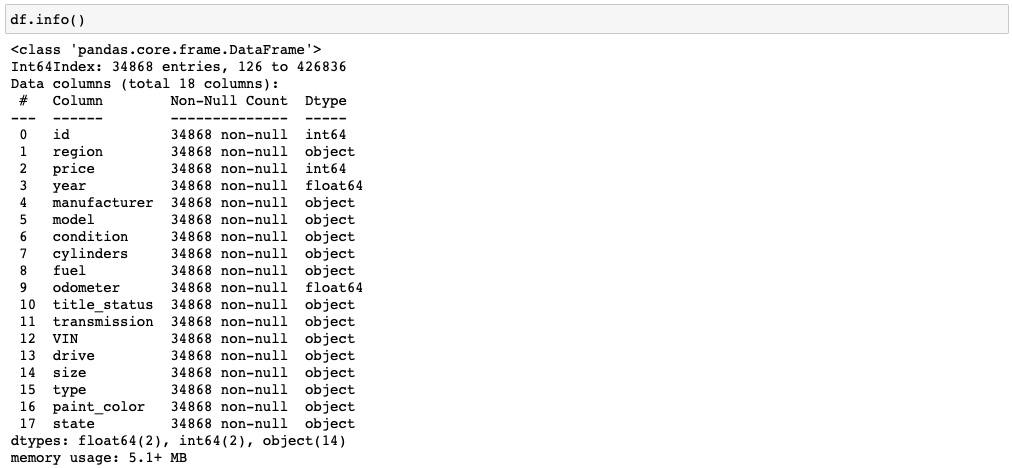 df.info()
<class 'pandas.core.frame.DataFrame'>
Int64Index: 34868 entries, 126 to 426836
Data columns (total 18 columns):
 #   Column        Non-Null Count  Dtype
---  ------        --------------  -----
 0   id            34868 non-null  int64
 1   region        34868 non-null  object
 2   price         34868 non-null  int64
 3   year          34868 non-null  float64
 4   manufacturer  34868 non-null  object
 5   model         34868 non-null  object
 6   condition     34868 non-null  object
 7   cylinders     34868 non-null  object
 8   fuel          34868 non-null  object
 9   odometer      34868 non-null  float64
 10  title_status  34868 non-null  object
 11  transmission  34868 non-null  object
 12  VIN           34868 non-null  object
 13  drive         34868 non-null  object
 14  size          34868 non-null  object
 15  type          34868 non-null  object
 16  paint_color   34868 non-null  object
 17  state         34868 non-null  object
dtypes: float64(2), int64(2), object(14)
memory usage: 5.1+ MB